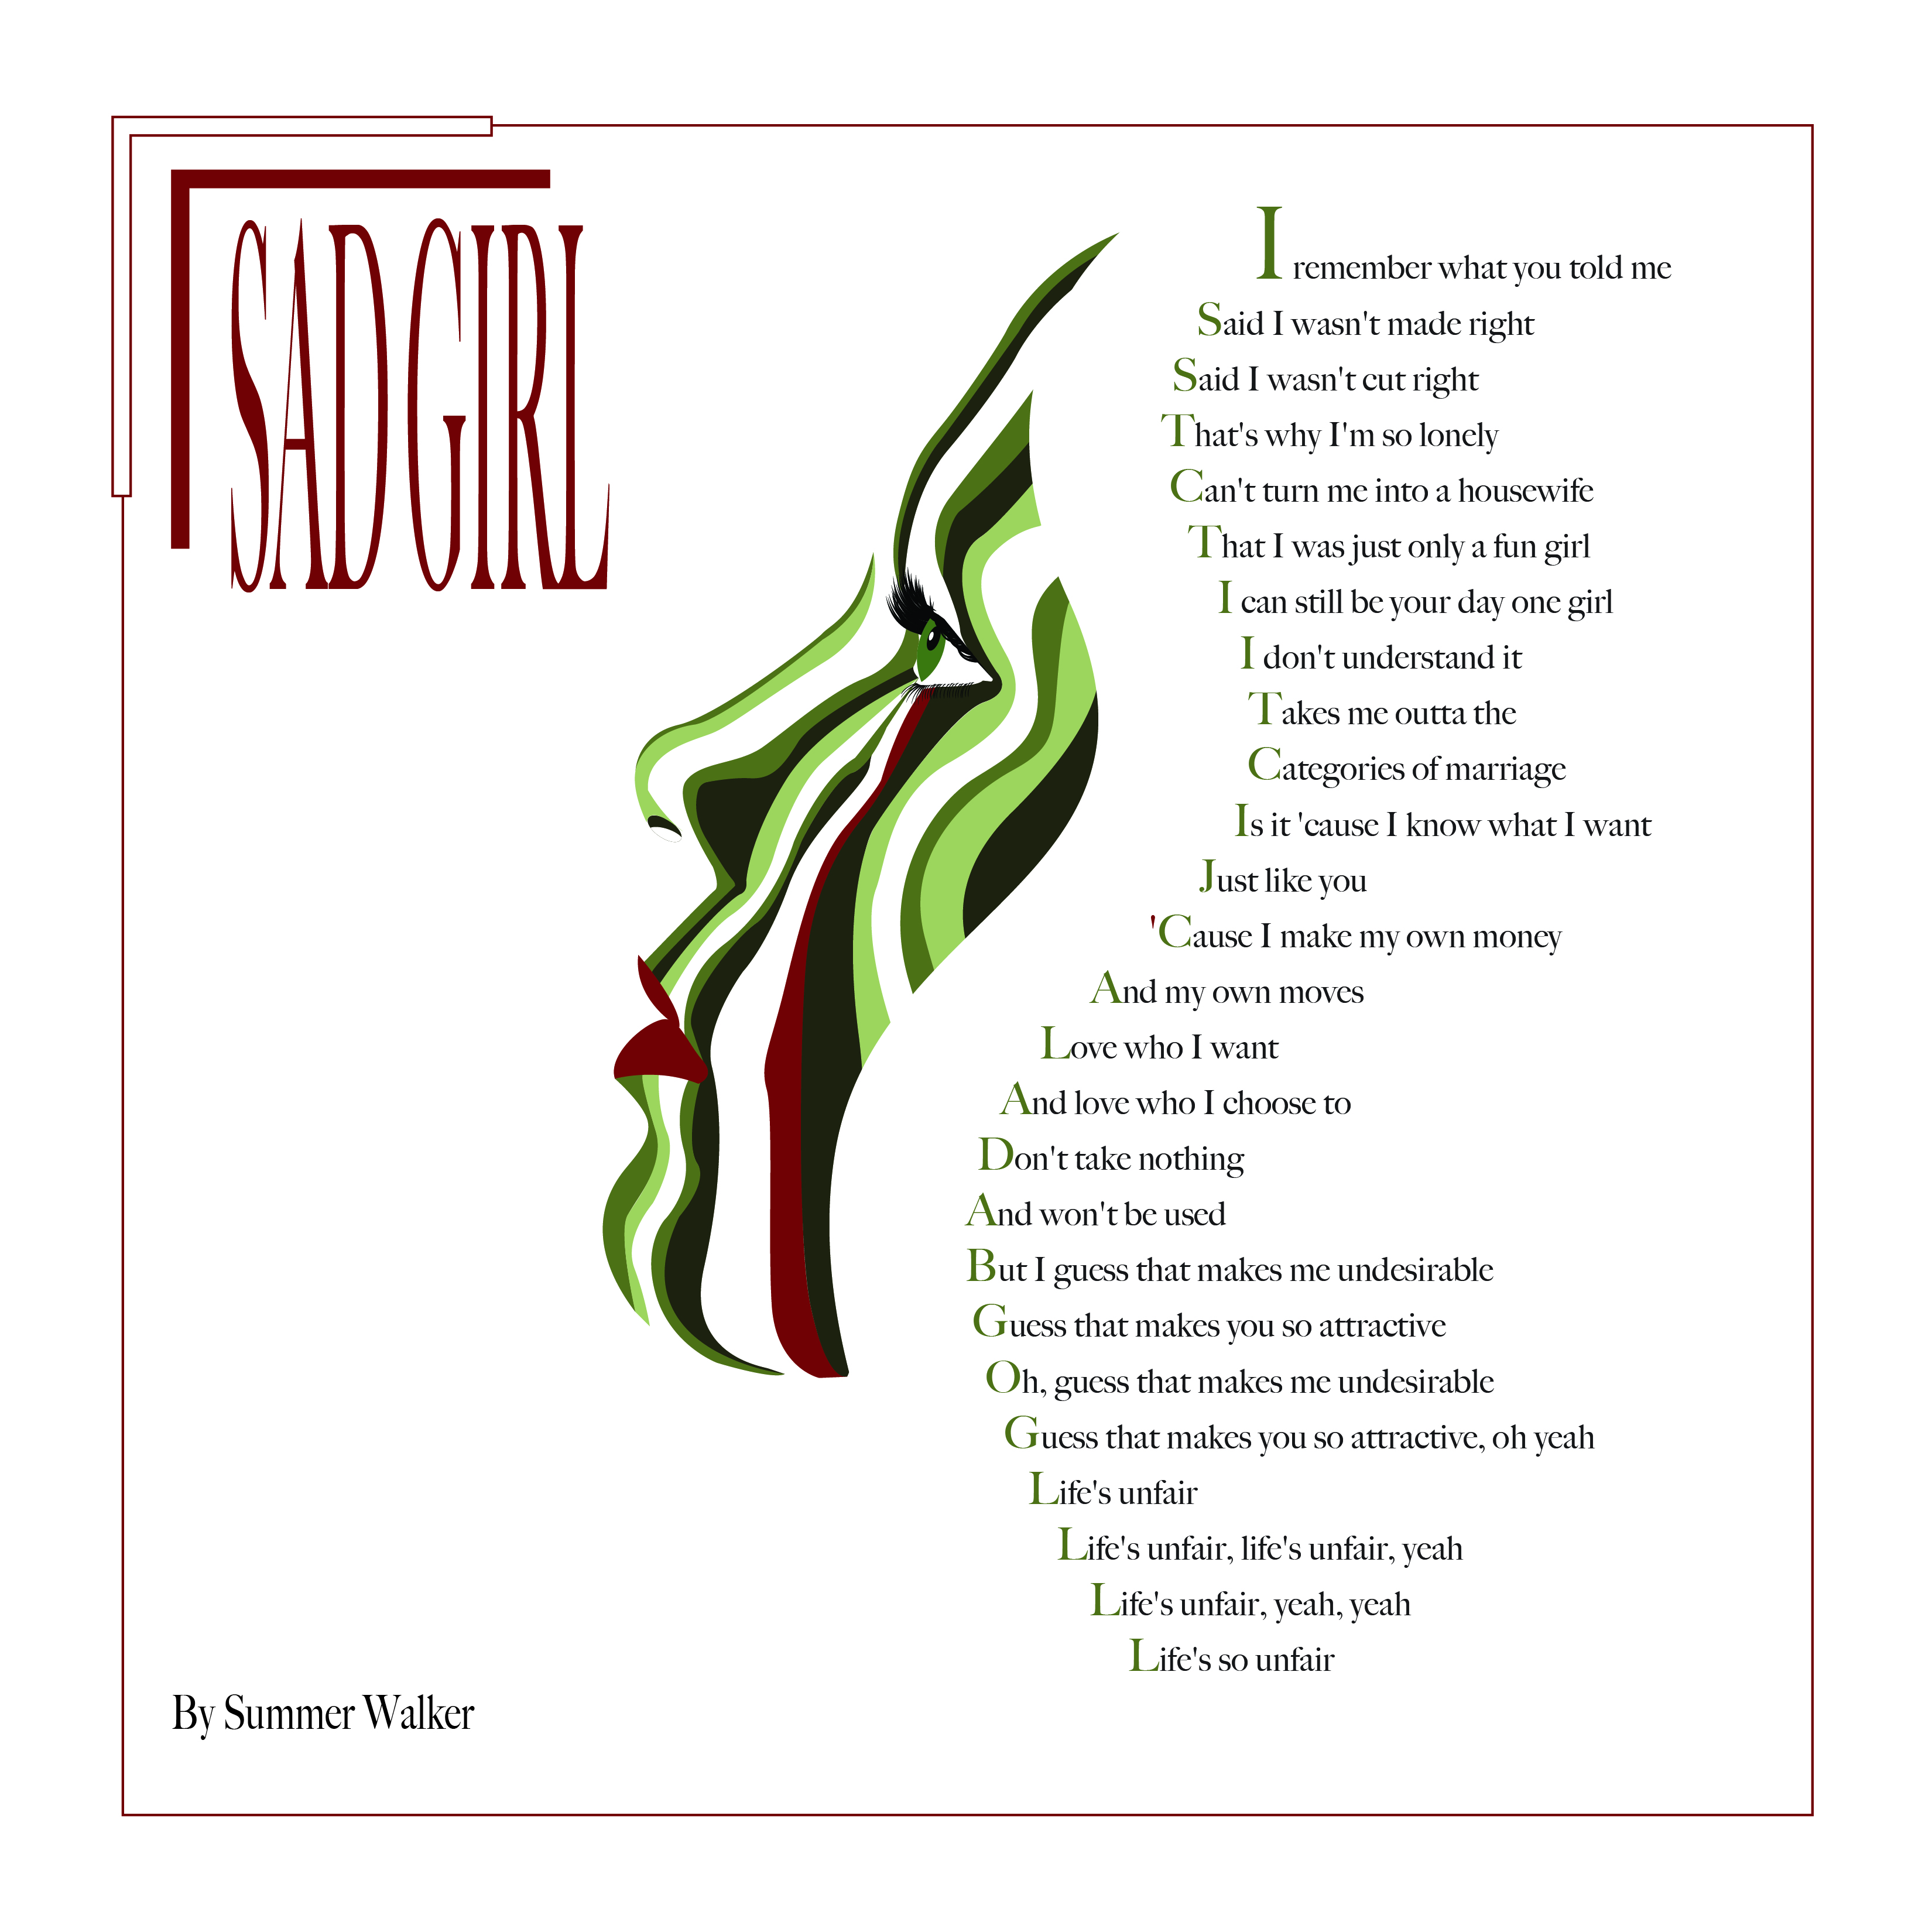 SAD GIRL
I remember what you told me
Said I wasn't made right
Said I wasn't cut right
That's why I'm so lonely
Can't turn me into a housewife
That I was just only a fun girl
I can still be your day one girl
I don't understand it
Takes me outta the
Categories of marriage
Is it 'cause I know what I want
Just like you
'Cause I make my own money
And my own moves
Love who I want
And love who I choose to
Don't take nothing
And won't be used
But I guess that makes me undesirable
Guess that makes you so attractive
Oh, guess that makes me undesirable
Guess that makes you so attractive, oh yeah
Life's unfair
Life's unfair, life's unfair, yeah
Life's unfair, yeah, yeah
Life's so unfair
By Summer Walker